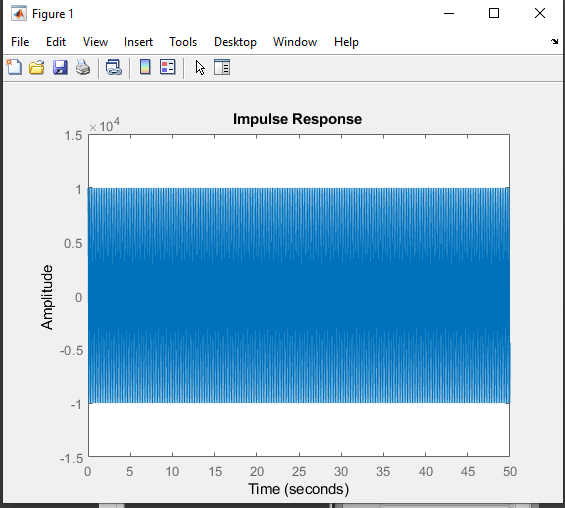 Figure 1
File Edit View Insert Tools Desktop Window Help
Impulse Response
×10^4
1.5
1
0.5
0
-0.5
-1
-1.5
Amplitude
0 5 10 15 20 25 30 35 40 45 50
Time (seconds)